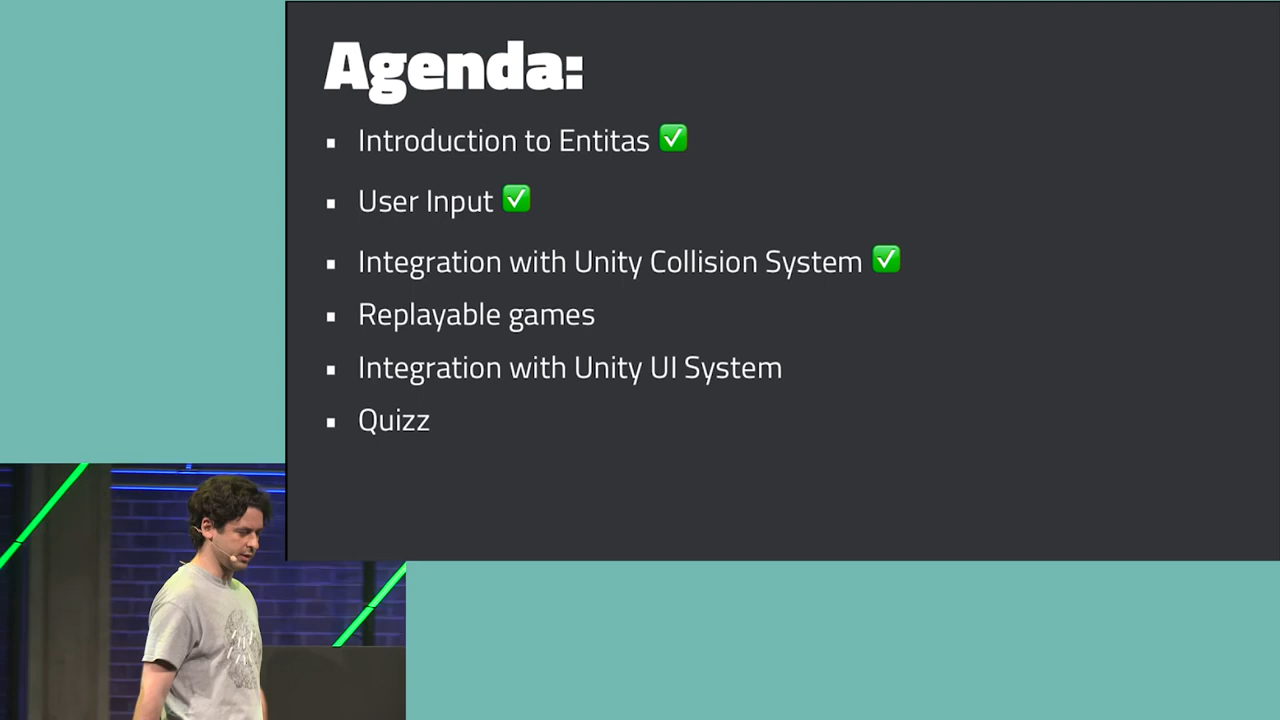 Agenda:
▪ Introduction to Entitas ✅
▪ User Input ✅
▪ Integration with Unity Collision System ✅
▪ Replayable games
▪ Integration with Unity UI System
▪ Quizz